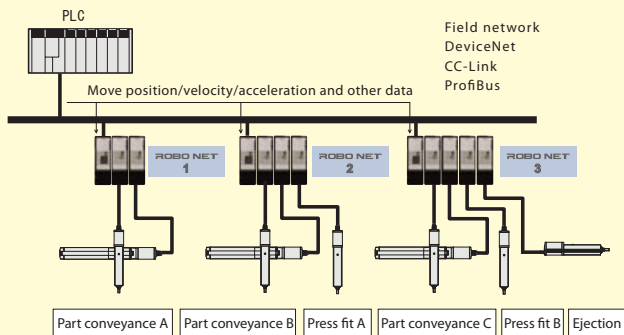 PLC
Field network
DeviceNet
CC-Link
ProfiBus
Move position/velocity/acceleration and other data
ROBO NET
1
ROBO NET
2
ROBO NET
3
Part conveyance A
Part conveyance B
Press fit A
Part conveyance C
Press fit B
Ejection